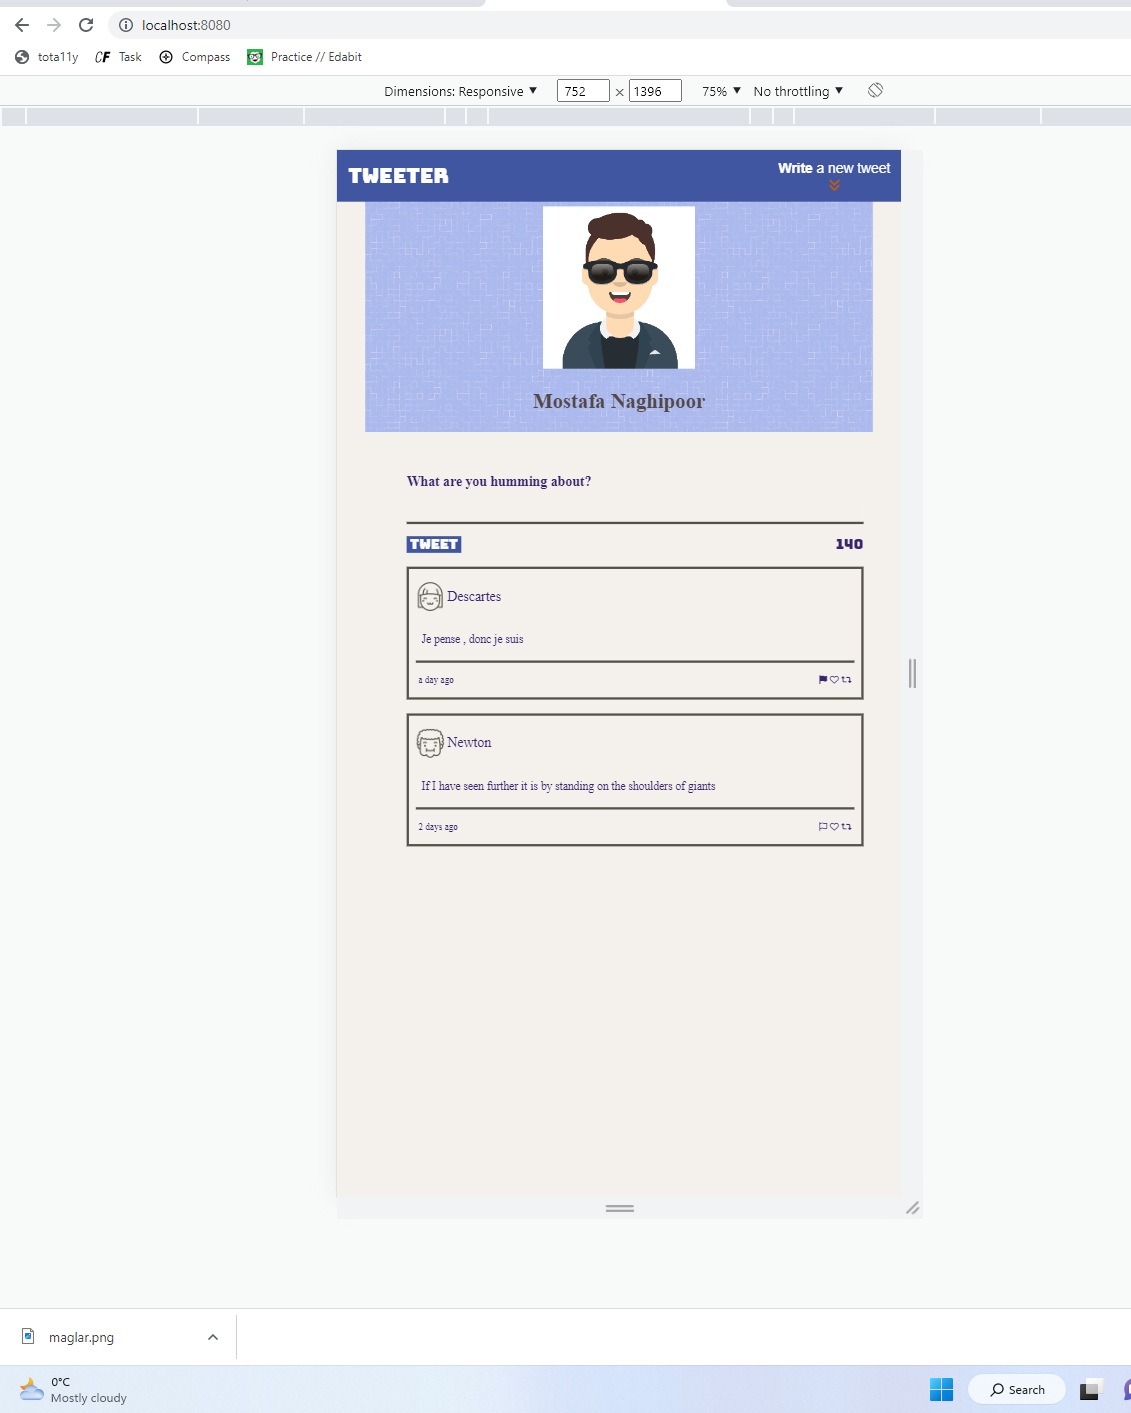 localhost:8080
tota11y CF Task Compass Practice // Edabit
Dimensions: Responsive ▼ 752 × 1396 75% ▼ No throttling ▼
TWEETER
Write a new tweet
Mostafa Naghipoor
What are you humming about?
TWEET 140
Descartes
Je pense , donc je suis
a day ago
Newton
If I have seen further it is by standing on the shoulders of giants
2 days ago
maglar.png
0°C
Mostly cloudy
Search